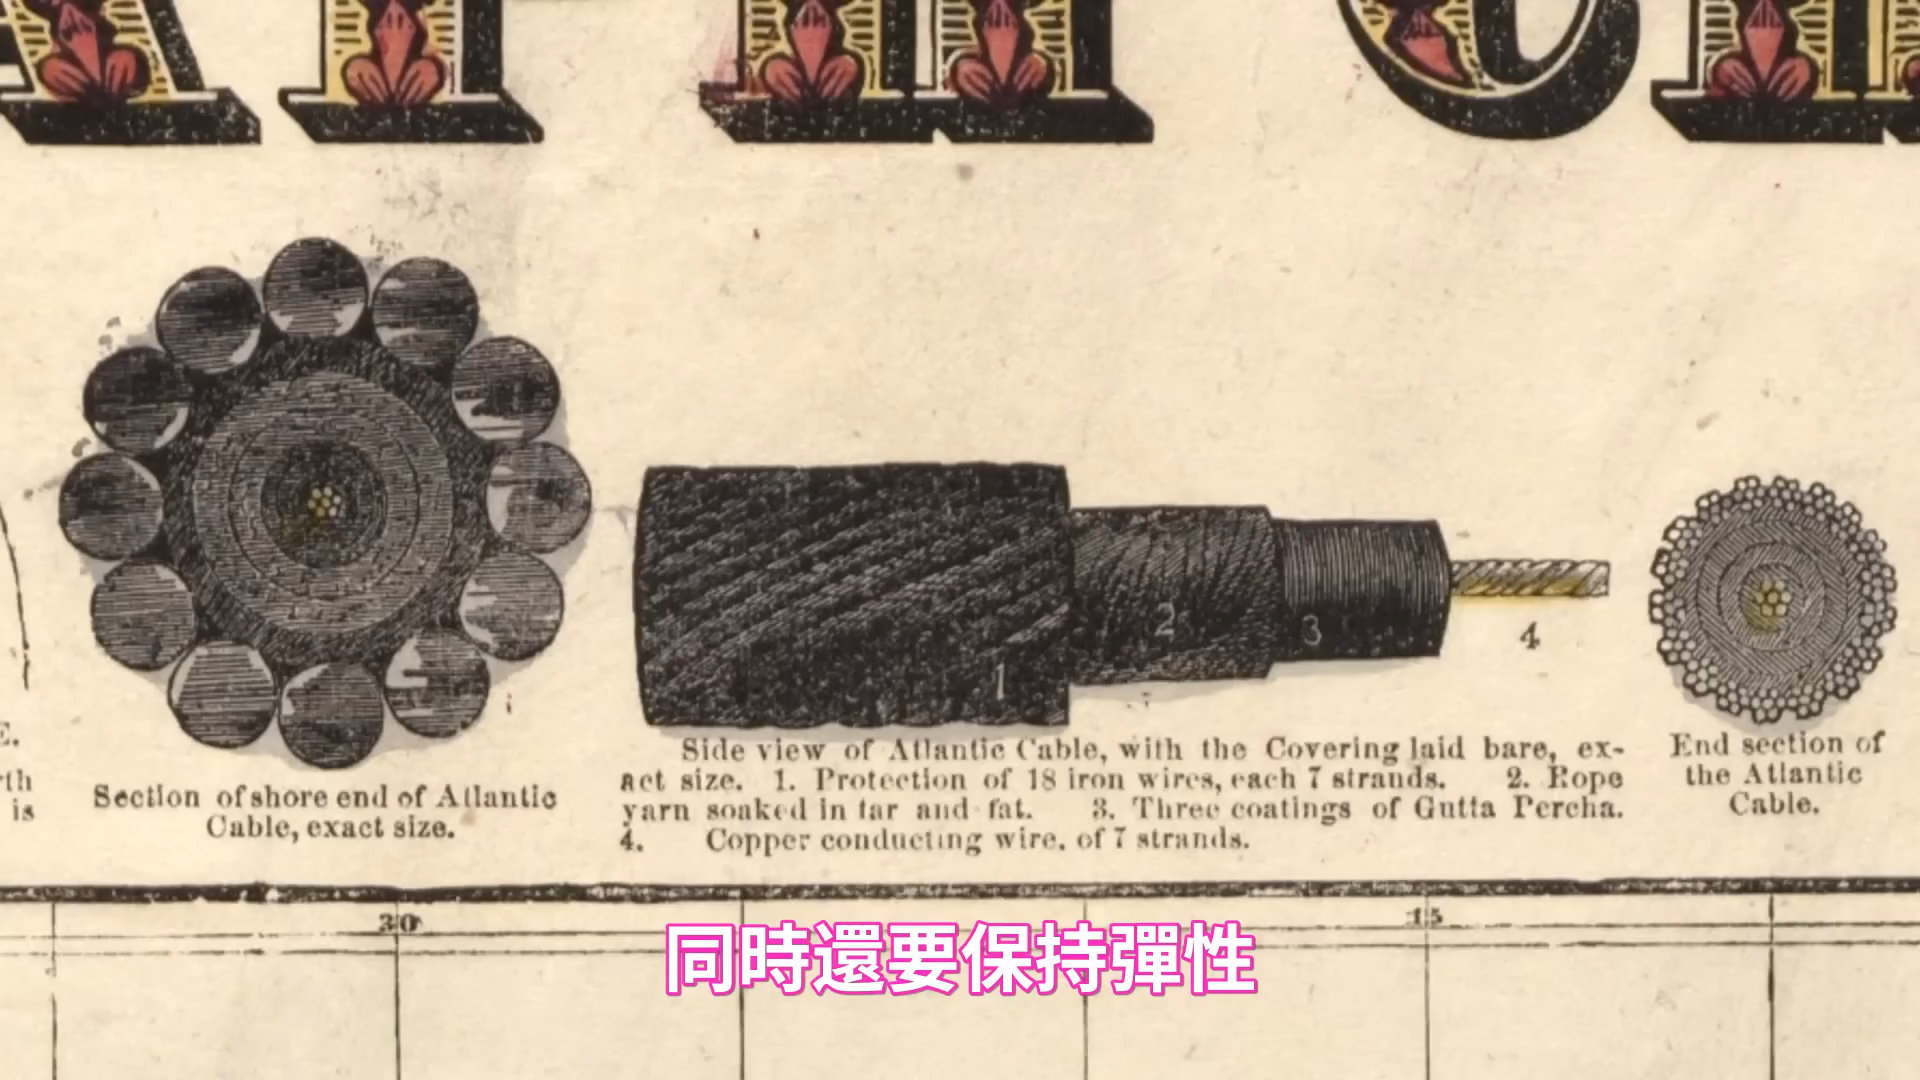 E.
rth
is
Section of shore end of Atlantic
Cable, exact size.
1
2
3
4
Side view of Atlantic Cable, with the Covering laid bare, ex-
act size. 1. Protection of 18 iron wires, each 7 strands. 2. Rope
yarn soaked in tar and fat. 3. Three coatings of Gutta Percha.
4. Copper conducting wire, of 7 strands.
End section of
the Atlantic
Cable.
30
15
同時還要保持彈性